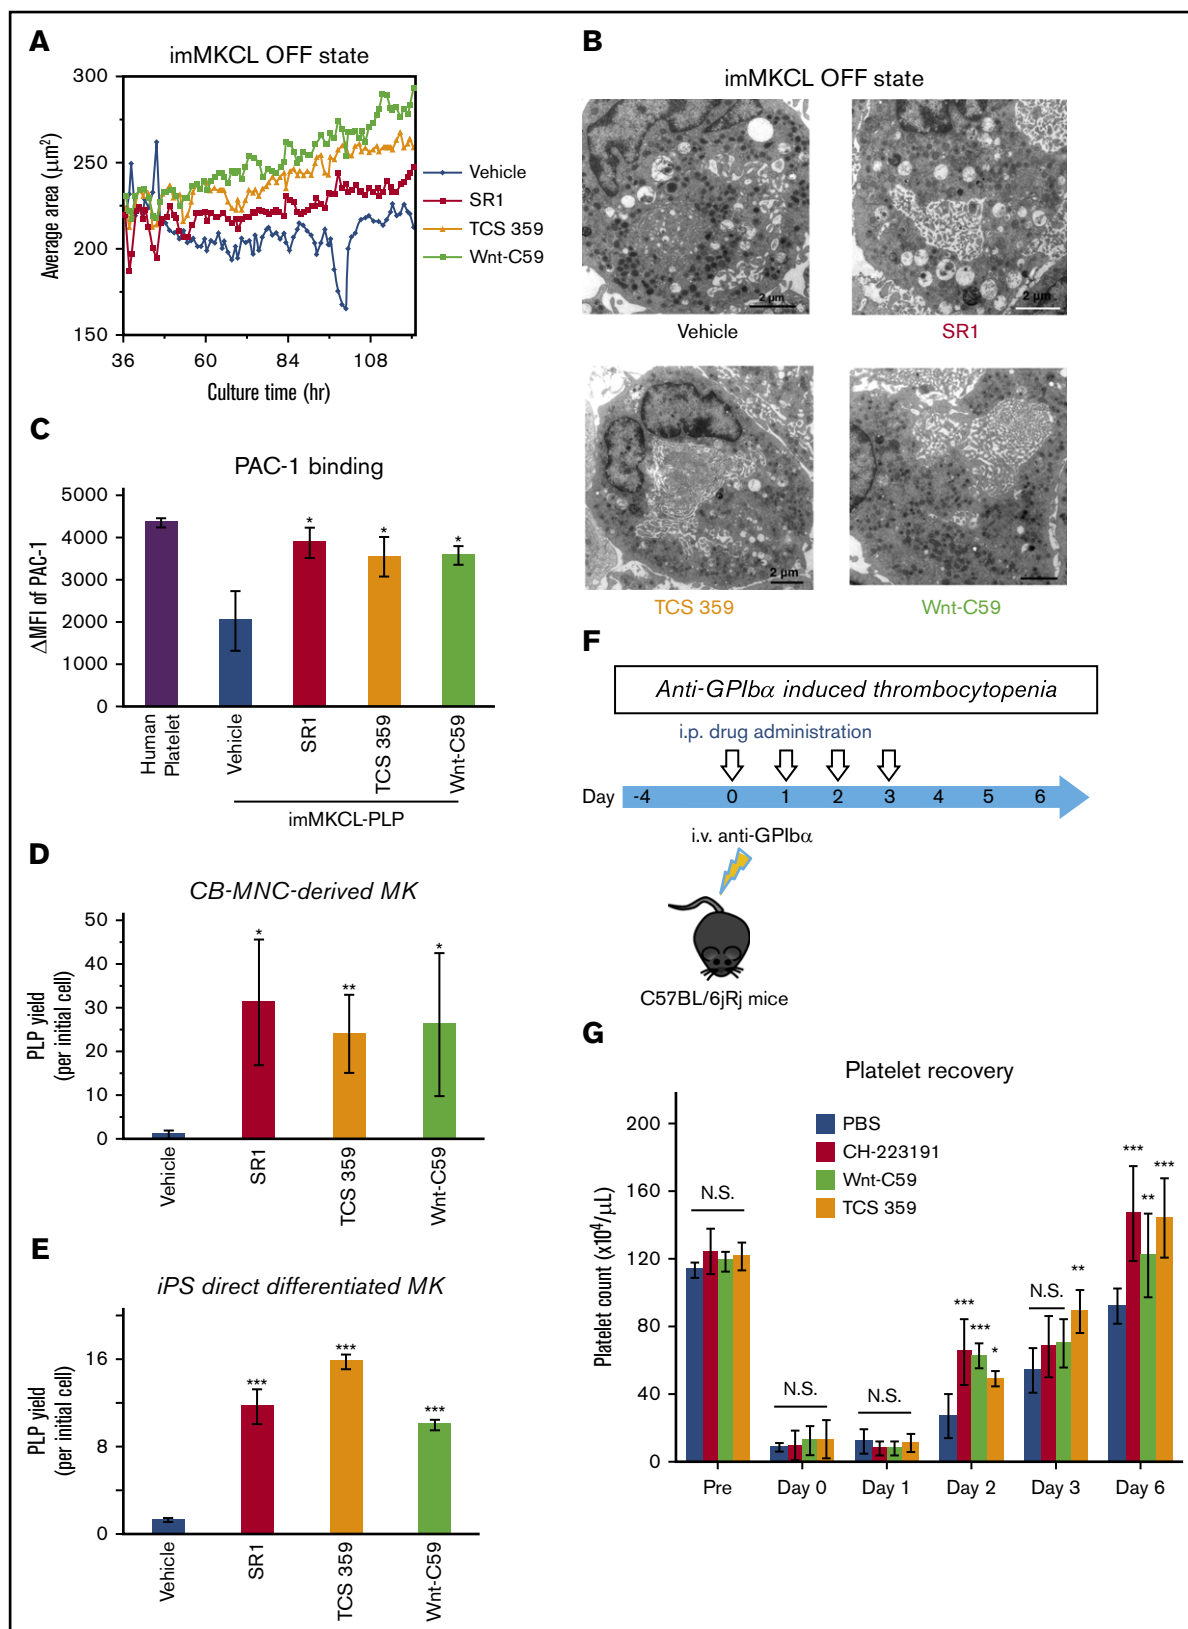 A
imMKCL OFF state
300
250
200
150
Average area (µm²)
36
60
84
108
Culture time (hr)
Vehicle
SR1
TCS 359
Wnt-C59
B
imMKCL OFF state
2 µm
Vehicle
2 µm
SR1
2 µm
TCS 359
Wnt-C59
C
PAC-1 binding
5000
4000
3000
2000
1000
0
ΔMFI of PAC-1
*
*
*
Human
Platelet
Vehicle
SR1
TCS 359
Wnt-C59
imMKCL-PLP
D
CB-MNC-derived MK
50
40
30
20
10
0
PLP yield
(per initial cell)
*
**
*
Vehicle
SR1
TCS 359
Wnt-C59
E
iPS direct differentiated MK
16
8
0
PLP yield
(per initial cell)
***
***
***
Vehicle
SR1
TCS 359
Wnt-C59
F
Anti-GPIbα induced thrombocytopenia
i.p. drug administration
Day -4 0 1 2 3 4 5 6
i.v. anti-GPIbα
C57BL/6jRj mice
G
Platelet recovery
200
160
120
80
40
0
Platelet count (x10⁴/µL)
PBS
CH-223191
Wnt-C59
TCS 359
N.S.
N.S.
N.S.
***
***
*
N.S.
**
***
**
***
Pre
Day 0
Day 1
Day 2
Day 3
Day 6